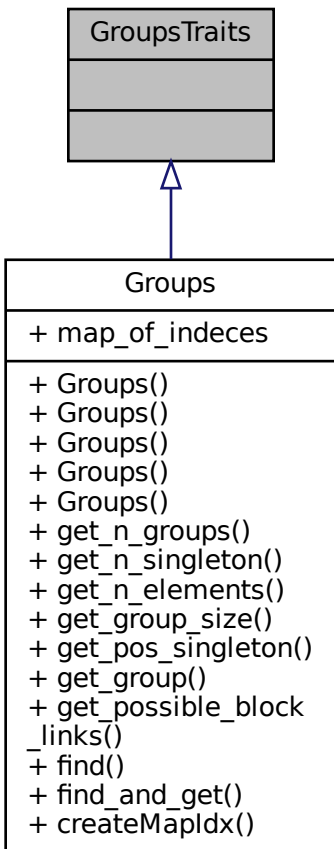 GroupsTraits
Groups
+ map_of_indeces
+ Groups()
+ Groups()
+ Groups()
+ Groups()
+ Groups()
+ get_n_groups()
+ get_n_singleton()
+ get_n_elements()
+ get_group_size()
+ get_pos_singleton()
+ get_group()
+ get_possible_block
_links()
+ find()
+ find_and_get()
+ createMapIdx()